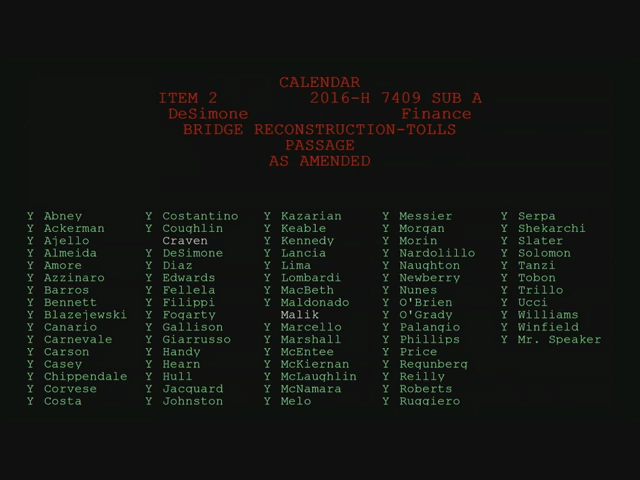 CALENDAR
ITEM 2 2016-H 7409 SUB A
DeSimone Finance
BRIDGE RECONSTRUCTION-TOLLS
PASSAGE
AS AMENDED
Y Abney Y Costantino Y Kazarian Y Messier Y Serpa
Y Ackerman Y Coughlin Y Keable Y Morgan Y Shekarchi
Y Ajello Craven Y Kennedy Y Morin Y Slater
Y Almeida Y DeSimone Y Lancia Y Nardolillo Y Solomon
Y Amore Y Diaz Y Lima Y Naughton Y Tanzi
Y Azzinaro Y Edwards Y Lombardi Y Newberry Y Tobon
Y Barros Y Fellela Y MacBeth Y Nunes Y Trillo
Y Bennett Y Filippi Y Maldonado Y O'Brien Y Ucci
Y Blazejewski Y Fogarty Malik Y O'Grady Y Williams
Y Canario Y Gallison Y Marcello Y Palangio Y Winfield
Y Carnevale Y Giarrusso Y Marshall Y Phillips Y Mr. Speaker
Y Carson Y Handy Y McEntee Y Price
Y Casey Y Hearn Y McKiernan Y Regunberg
Y Chippendale Y Hull Y McLaughlin Y Reilly
Y Corvese Y Jacquard Y McNamara Y Roberts
Y Costa Y Johnston Y Melo Y Ruggiero